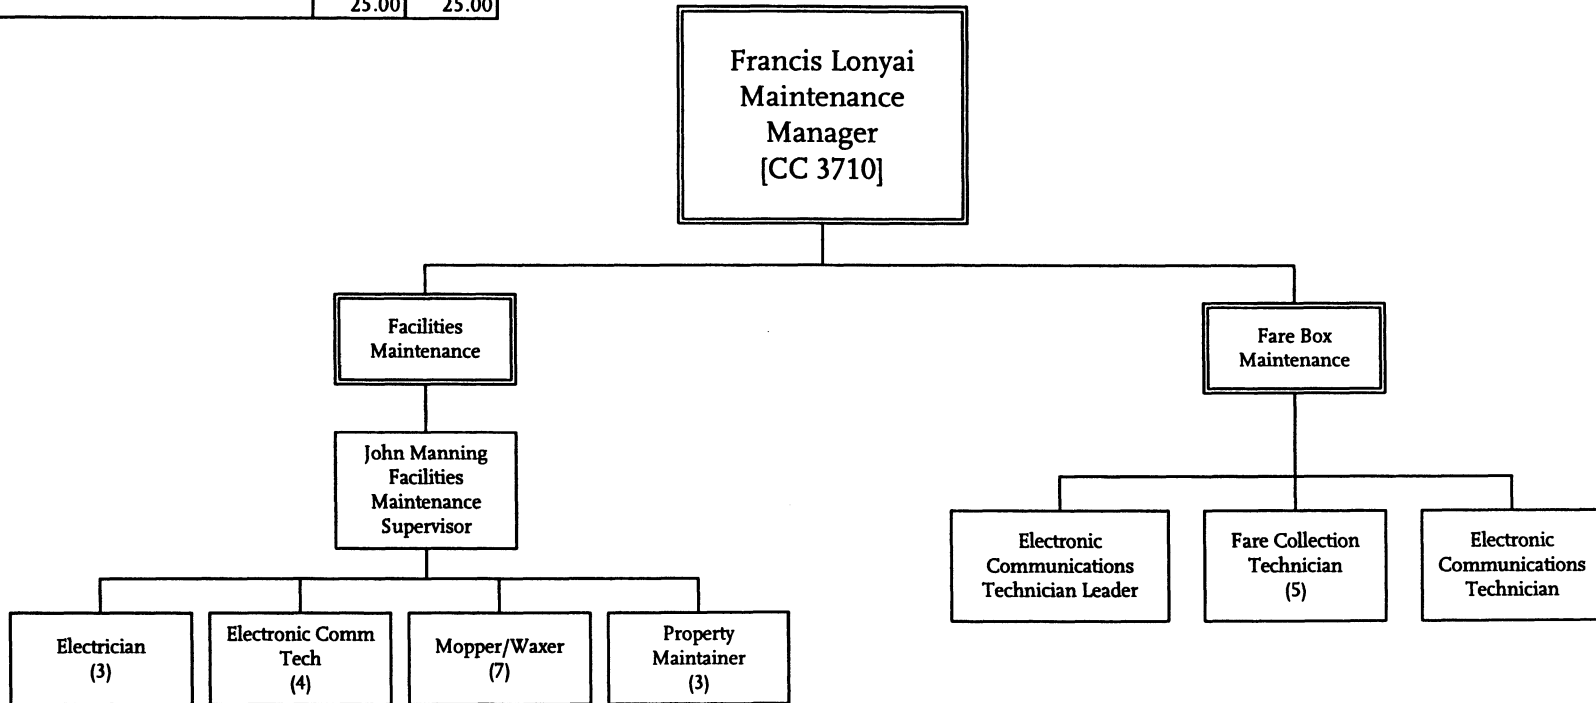 25.00 25.00
Francis Lonyai
Maintenance
Manager
[CC 3710]
Facilities
Maintenance
Fare Box
Maintenance
John Manning
Facilities
Maintenance
Supervisor
Electronic
Communications
Technician Leader
Fare Collection
Technician
(5)
Electronic
Communications
Technician
Electrician
(3)
Electronic Comm
Tech
(4)
Mopper/Waxer
(7)
Property
Maintainer
(3)